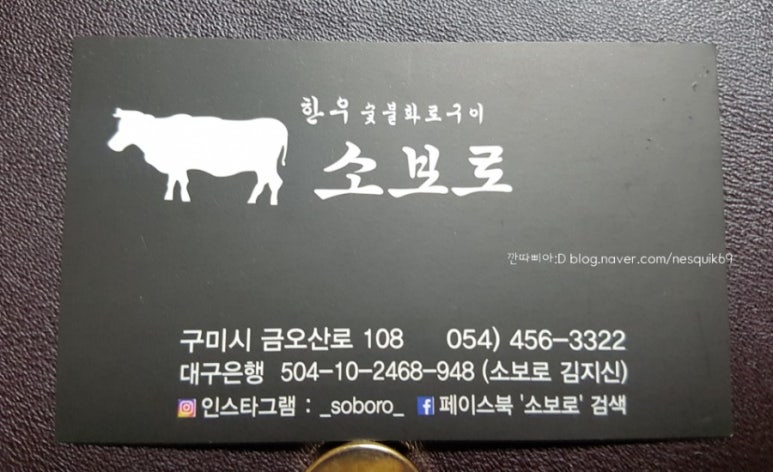 한우 숯불화로구이
소보로
깐따삐아:D blog.naver.com/nesquik69
구미시 금오산로 108 054) 456-3322
대구은행 504-10-2468-948 (소보로 김지신)
인스타그램 : _soboro_ 페이스북 '소보로' 검색